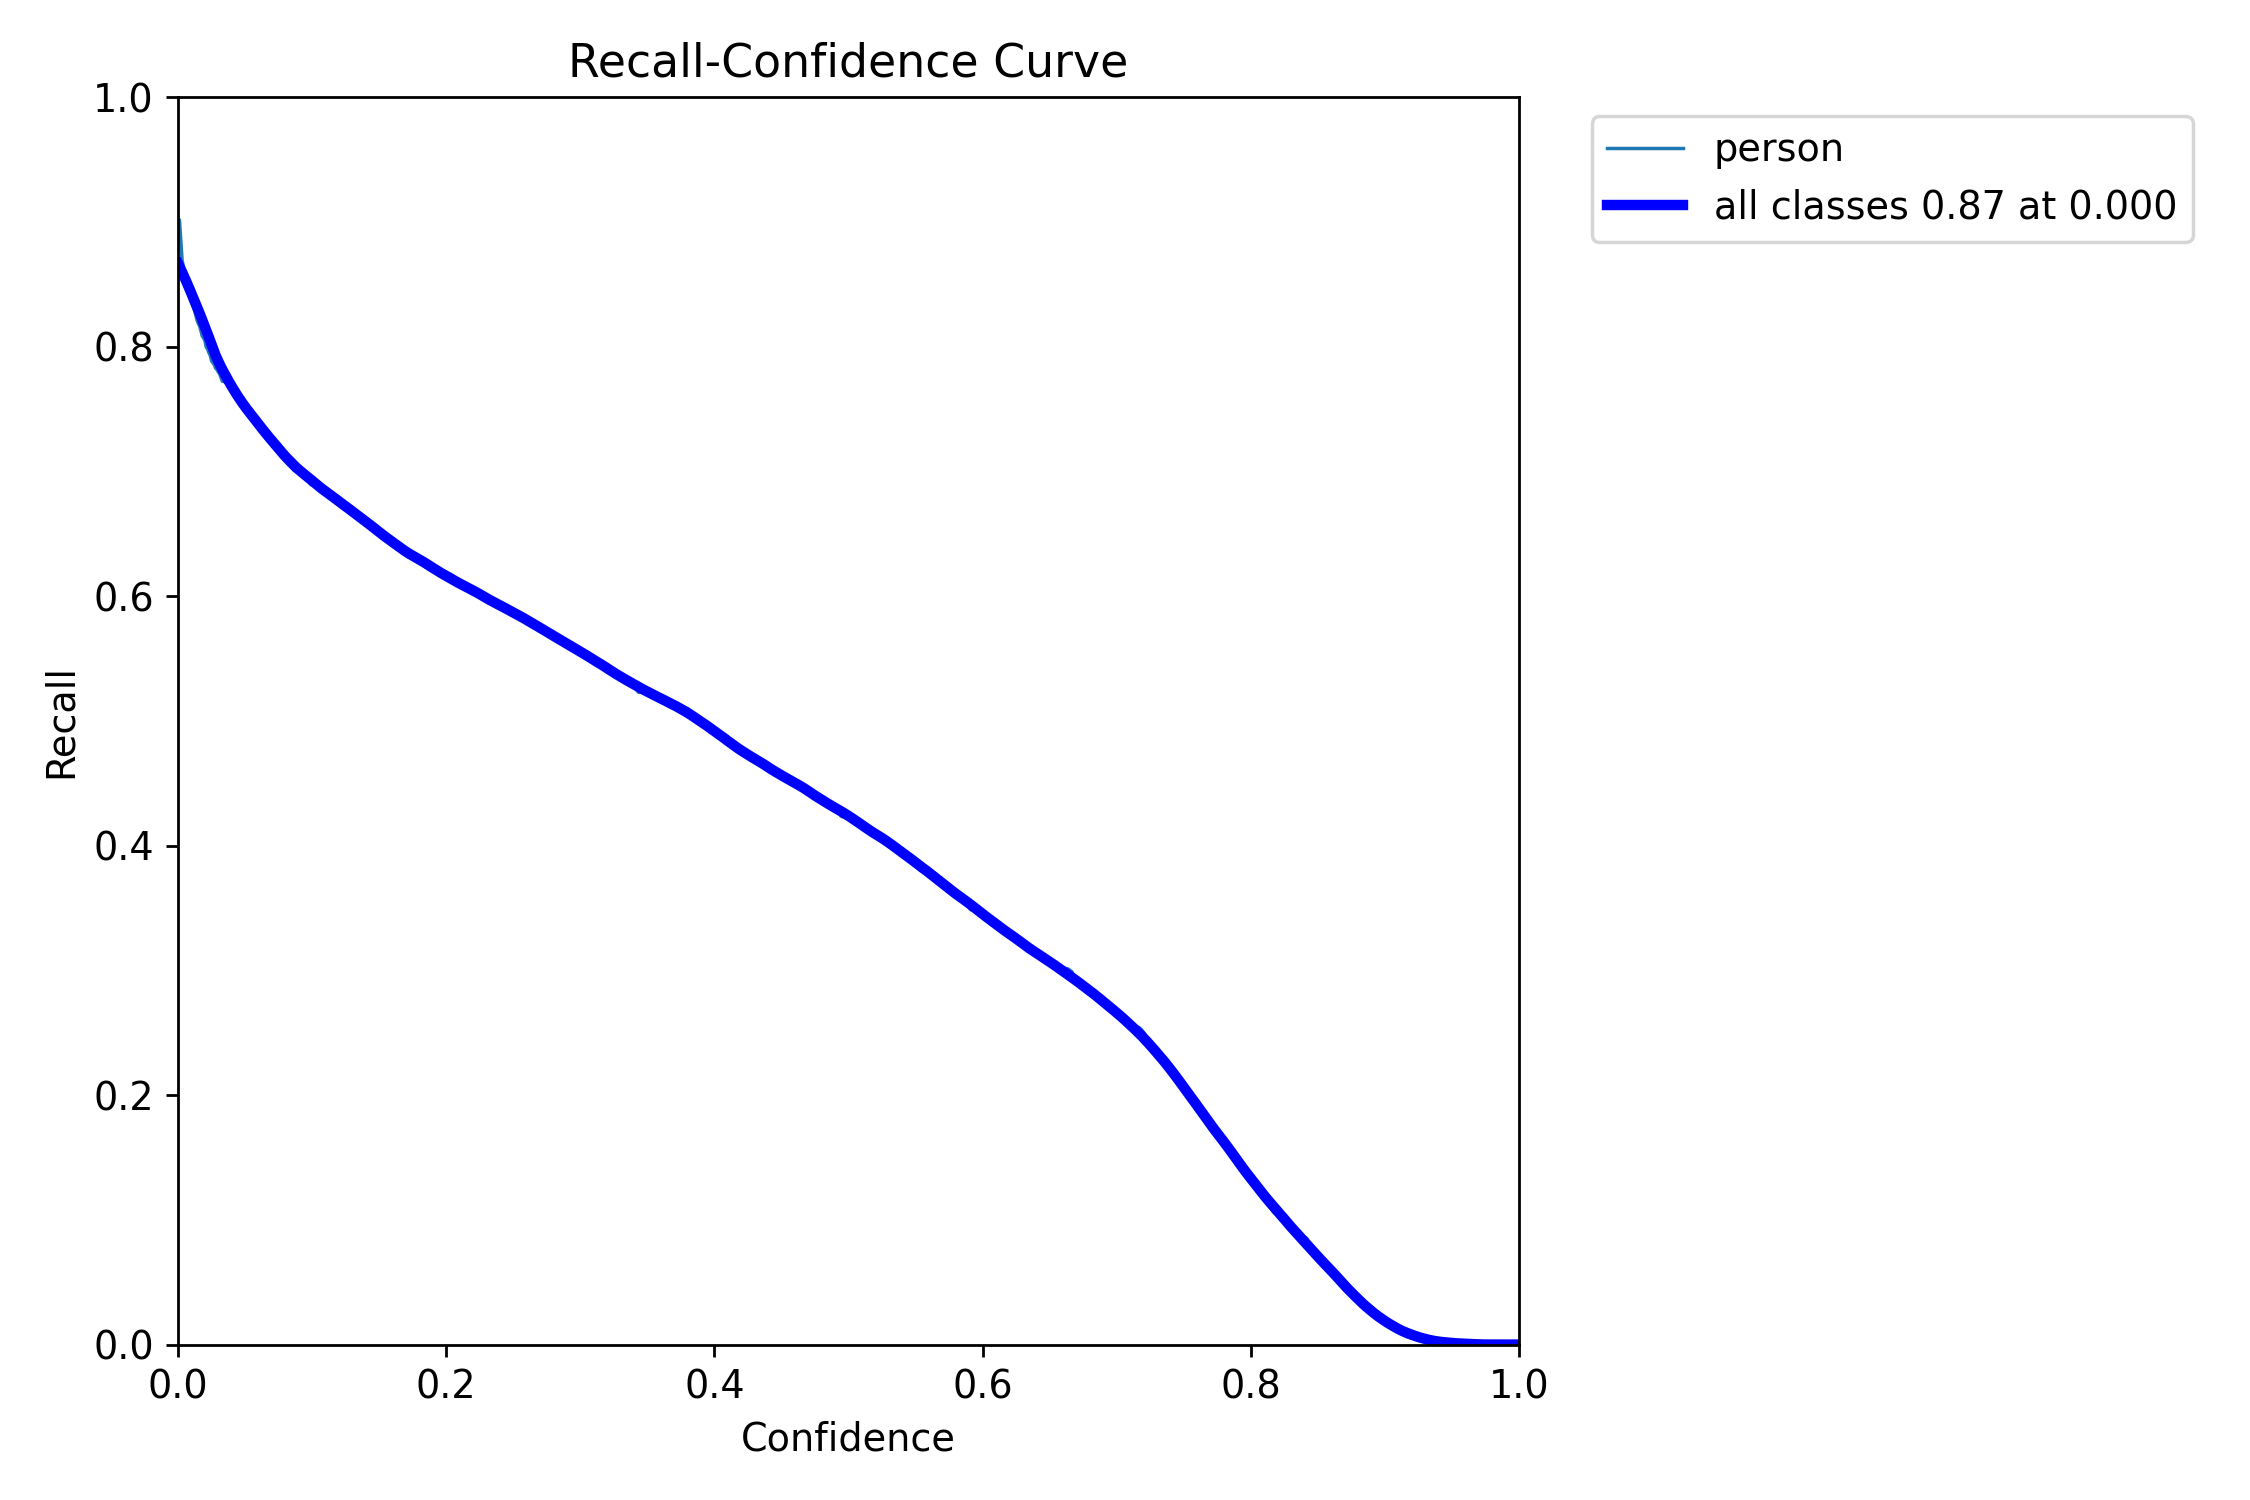 Recall-Confidence Curve
1.0
0.8
0.6
0.4
0.2
0.0
Recall
0.0 0.2 0.4 0.6 0.8 1.0
Confidence
person
all classes 0.87 at 0.000